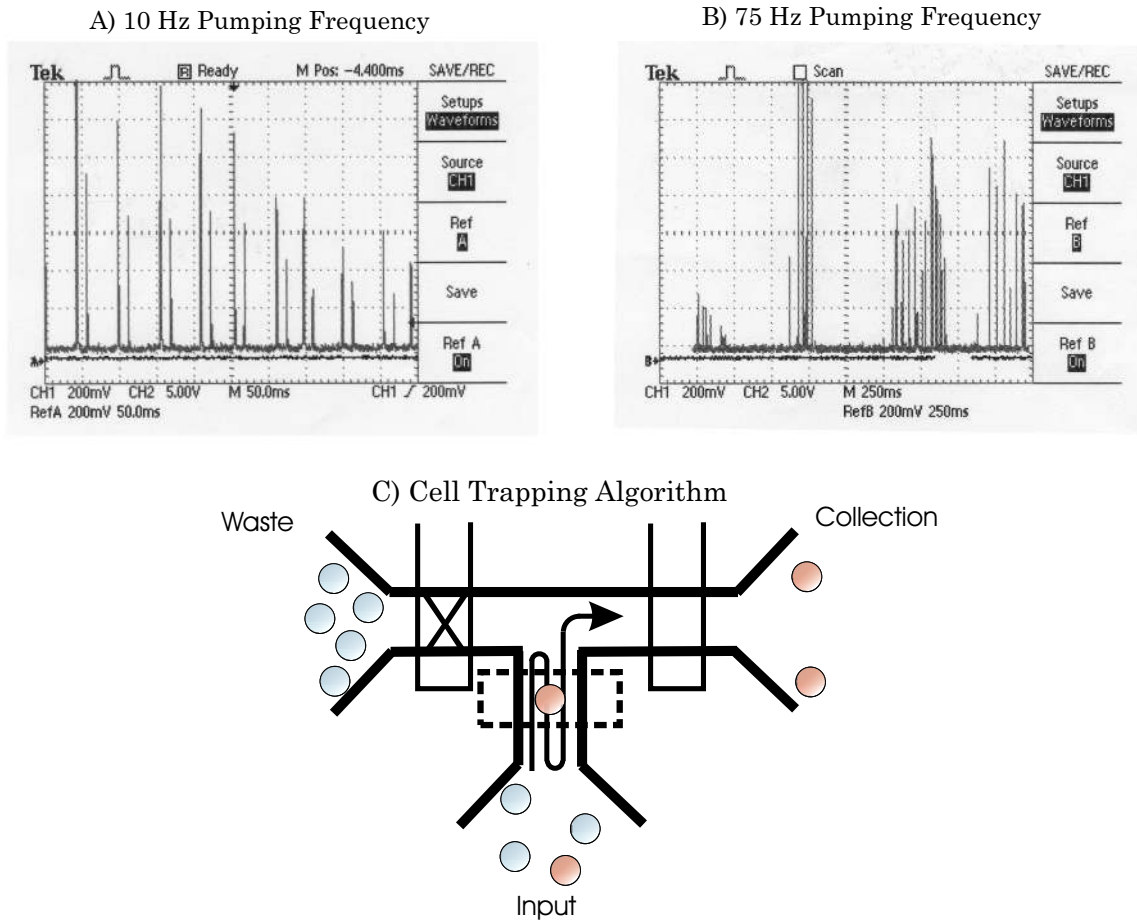 A) 10 Hz Pumping Frequency
Tek R Ready M Pos: -4.400ms SAVE/REC
Setups
Waveforms
Source
CH1
Ref
A
Save
Ref A
On
A+
CH1 200mV CH2 5.00V M 50.0ms CH1 200mV
RefA 200mV 50.0ms
B) 75 Hz Pumping Frequency
Tek Scan SAVE/REC
Setups
Waveforms
Source
CH1
Ref
B
Save
Ref B
On
B+
CH1 200mV CH2 5.00V M 250ms
RefB 200mV 250ms
C) Cell Trapping Algorithm
Waste
Collection
Input